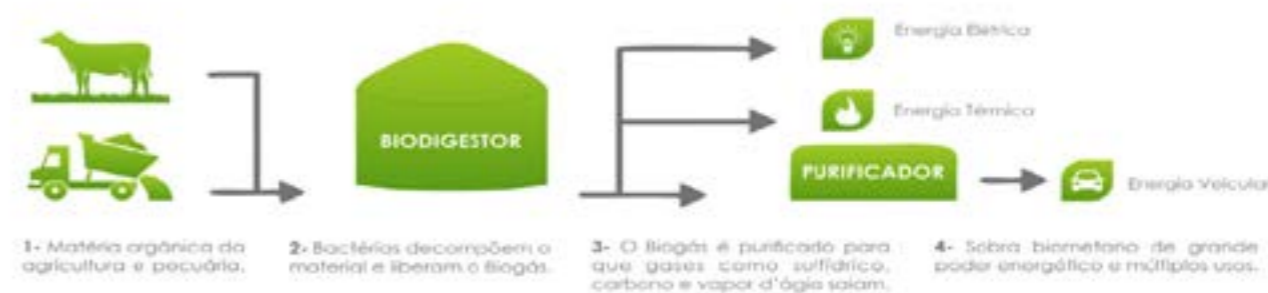 Energia Elétrica
Energia Térmica
BIODIGESTOR
PURIFICADOR
Energia Veicular
1- Matéria orgânica da
agricultura e pecuária.
2- Bactérias decompõem o
material e liberam o Biogás.
3- O Biogás é purificado para
que gases como sulfídrico,
carbono e vapor d'água saiam.
4- Sobra biometano de grande
poder energético e múltiplos usos.